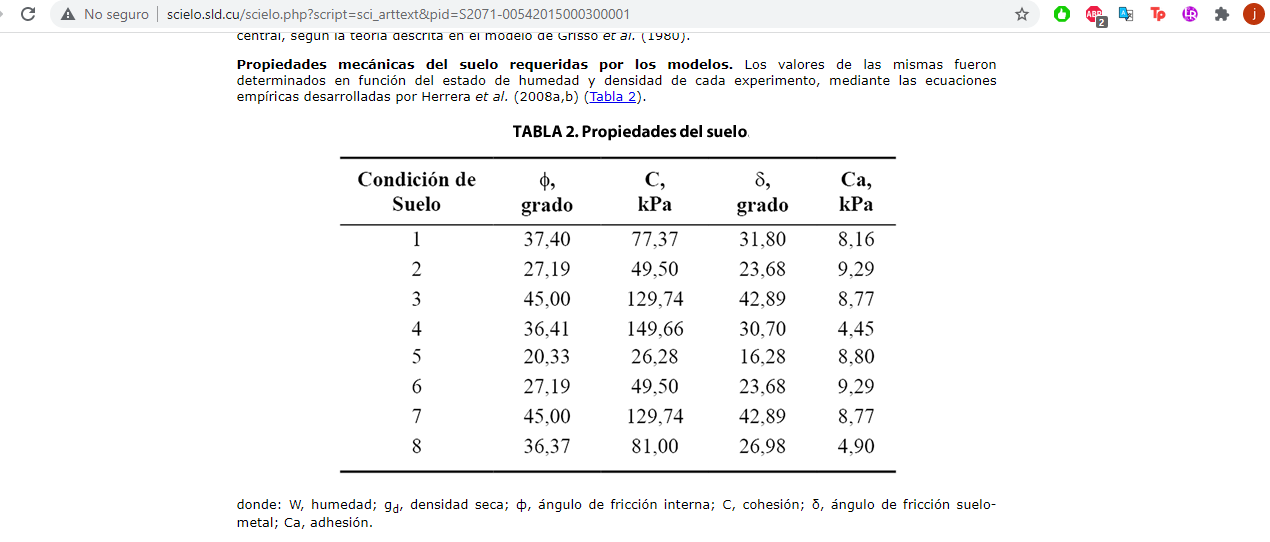 No seguro | scielo.sld.cu/scielo.php?script=sci_arttext&pid=S2071-00542015000300001
ABP
2
Tp
j
central, según la teoría descrita en el modelo de Grisso et al. (1980).
Propiedades mecánicas del suelo requeridas por los modelos. Los valores de las mismas fueron
determinados en función del estado de humedad y densidad de cada experimento, mediante las ecuaciones
empíricas desarrolladas por Herrera et al. (2008a,b) (Tabla 2).
TABLA 2. Propiedades del suelo
Condición de Suelo ϕ, grado C, kPa δ, grado Ca, kPa
1 37,40 77,37 31,80 8,16
2 27,19 49,50 23,68 9,29
3 45,00 129,74 42,89 8,77
4 36,41 149,66 30,70 4,45
5 20,33 26,28 16,28 8,80
6 27,19 49,50 23,68 9,29
7 45,00 129,74 42,89 8,77
8 36,37 81,00 26,98 4,90
donde: W, humedad; gd, densidad seca; ϕ, ángulo de fricción interna; C, cohesión; δ, ángulo de fricción suelo-
metal; Ca, adhesión.